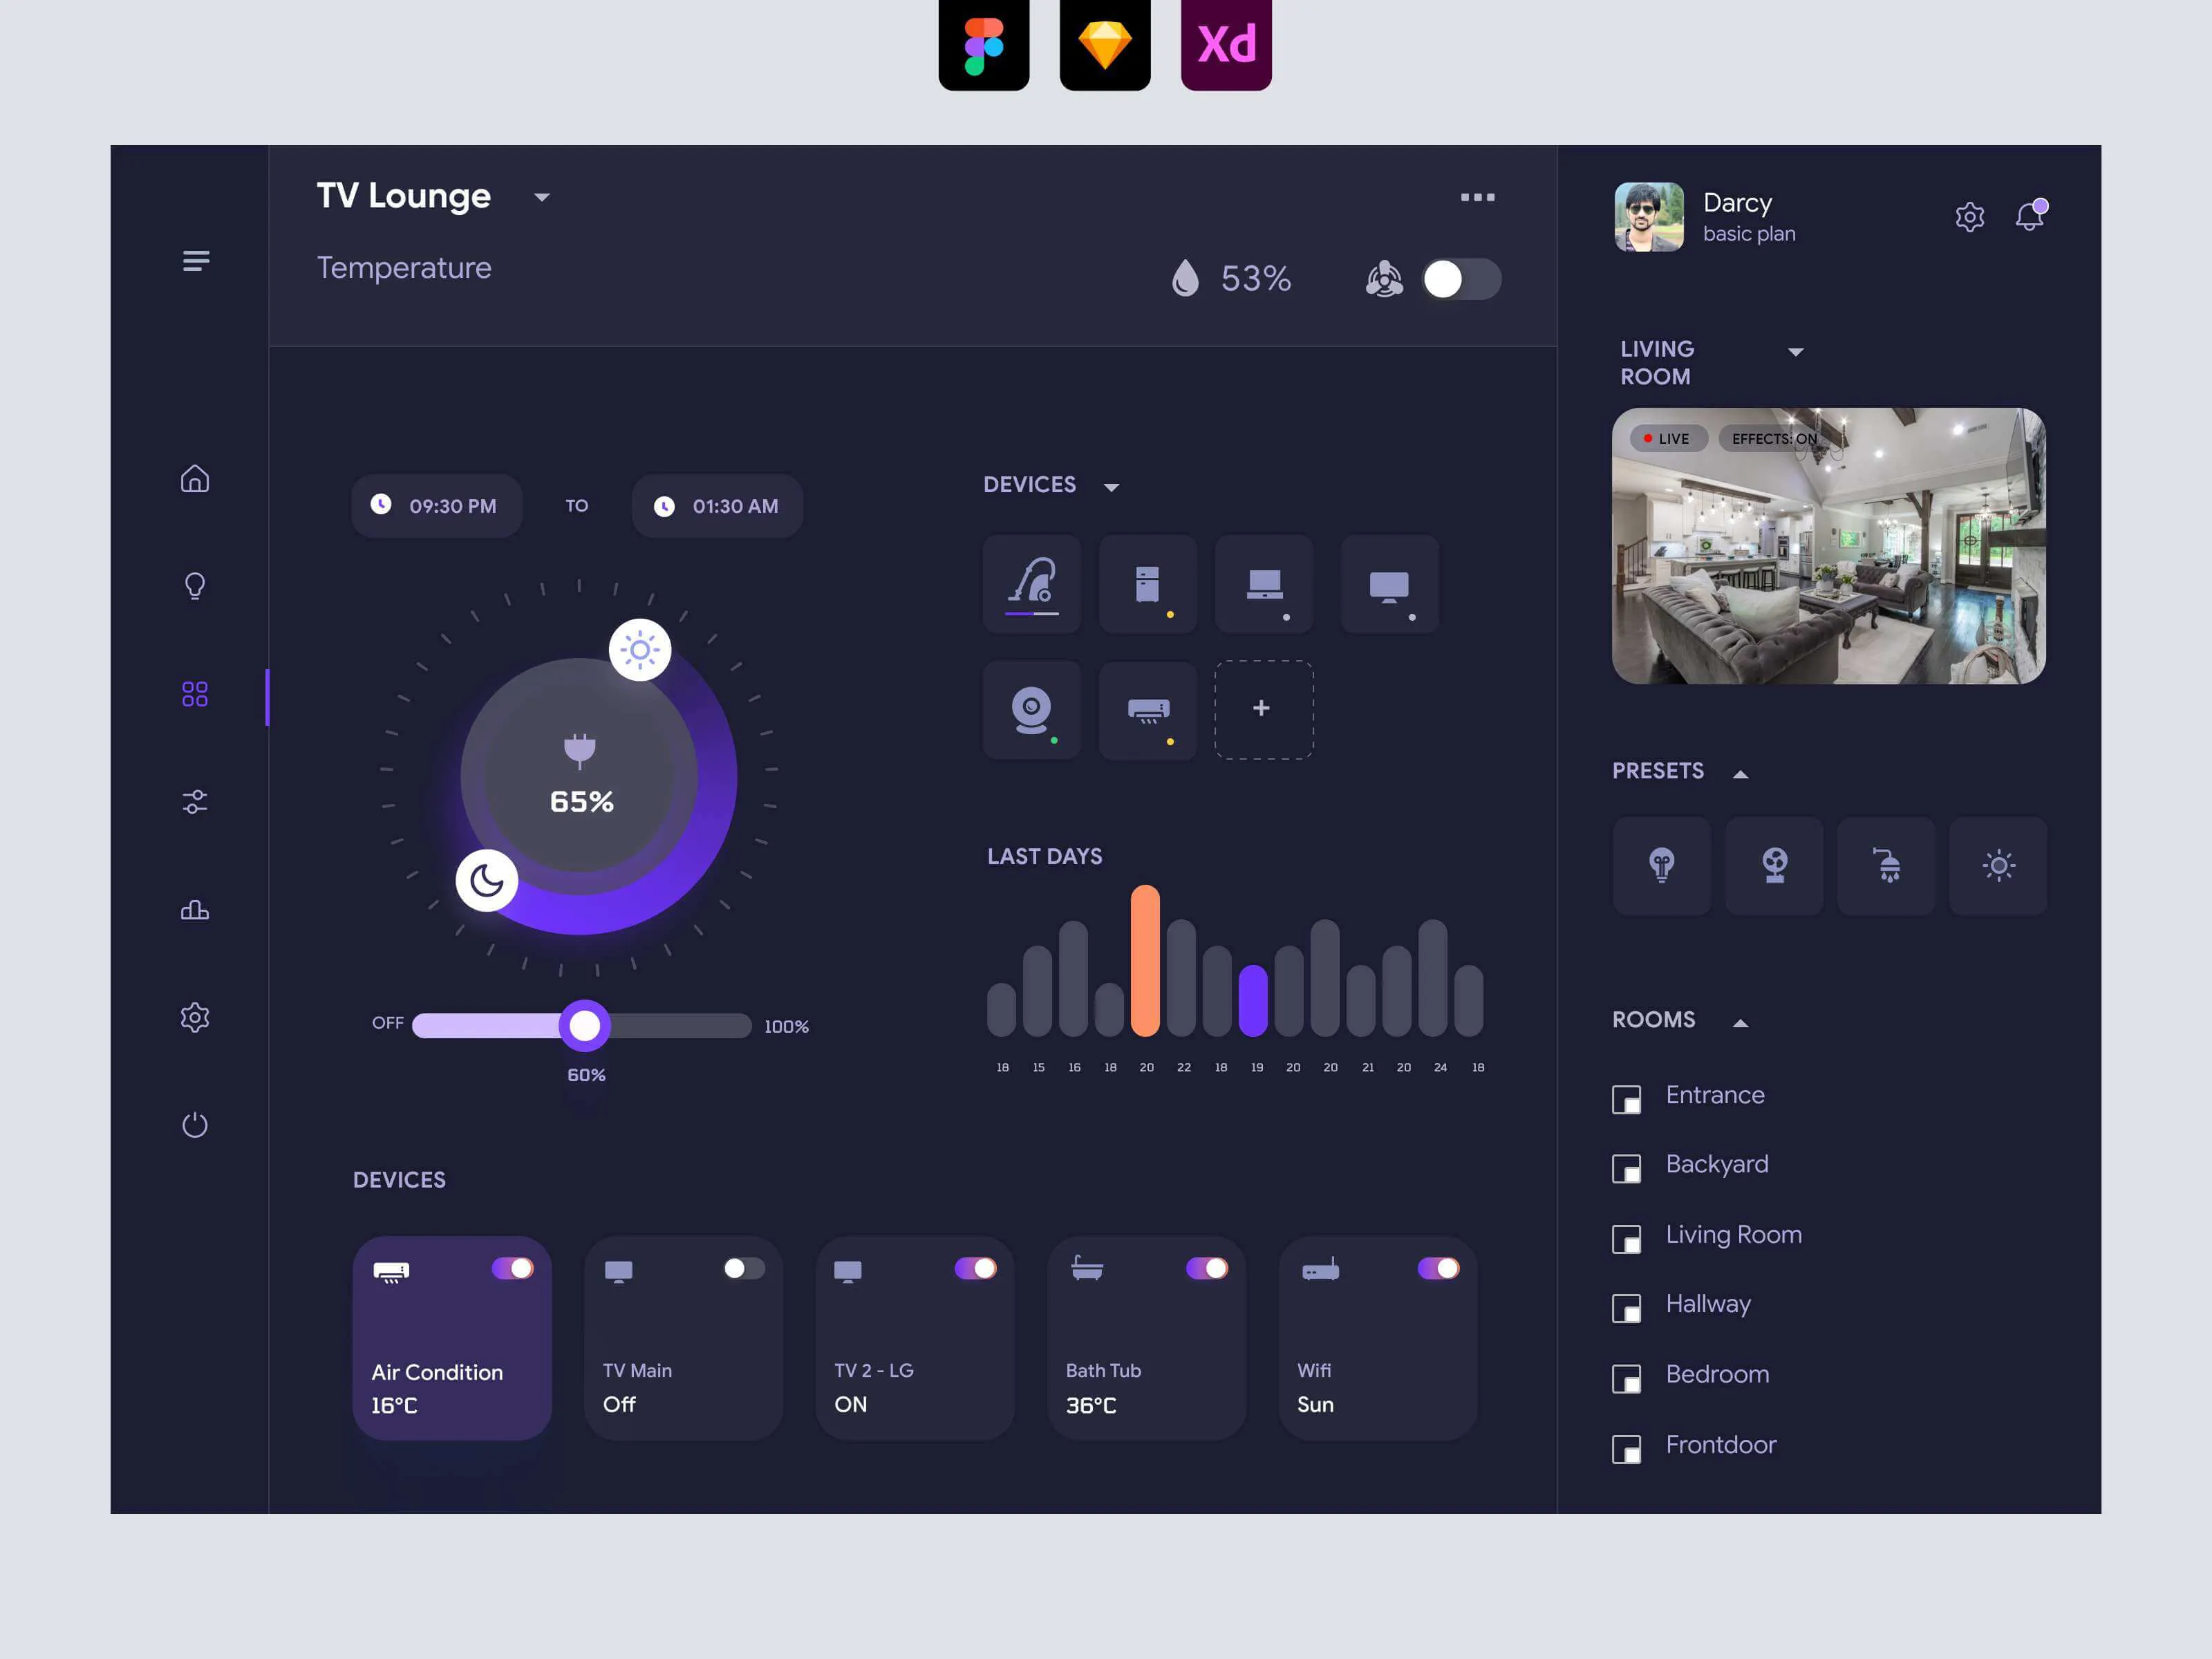 Xd
TV Lounge
Temperature
53%
Darcy
basic plan
LIVING
ROOM
LIVE
EFFECTS: ON
09:30 PM
TO
01:30 AM
65%
OFF
100%
60%
DEVICES
+
LAST DAYS
18 15 16 18 20 22 18 19 20 20 21 20 24 18
PRESETS
ROOMS
Entrance
Backyard
Living Room
Hallway
Bedroom
Frontdoor
DEVICES
Air Condition
16°C
TV Main
Off
TV 2 - LG
ON
Bath Tub
36°C
Wifi
Sun